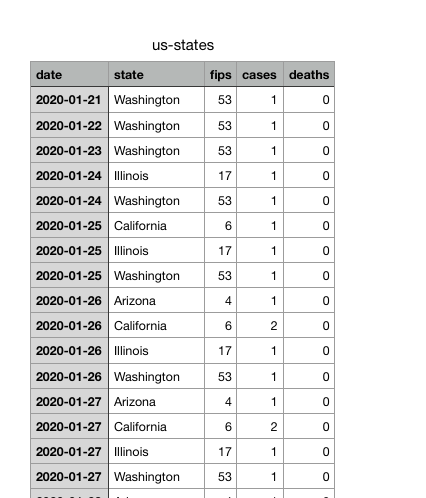 us-states
date state fips cases deaths
2020-01-21 Washington 53 1 0
2020-01-22 Washington 53 1 0
2020-01-23 Washington 53 1 0
2020-01-24 Illinois 17 1 0
2020-01-24 Washington 53 1 0
2020-01-25 California 6 1 0
2020-01-25 Illinois 17 1 0
2020-01-25 Washington 53 1 0
2020-01-26 Arizona 4 1 0
2020-01-26 California 6 2 0
2020-01-26 Illinois 17 1 0
2020-01-26 Washington 53 1 0
2020-01-27 Arizona 4 1 0
2020-01-27 California 6 2 0
2020-01-27 Illinois 17 1 0
2020-01-27 Washington 53 1 0